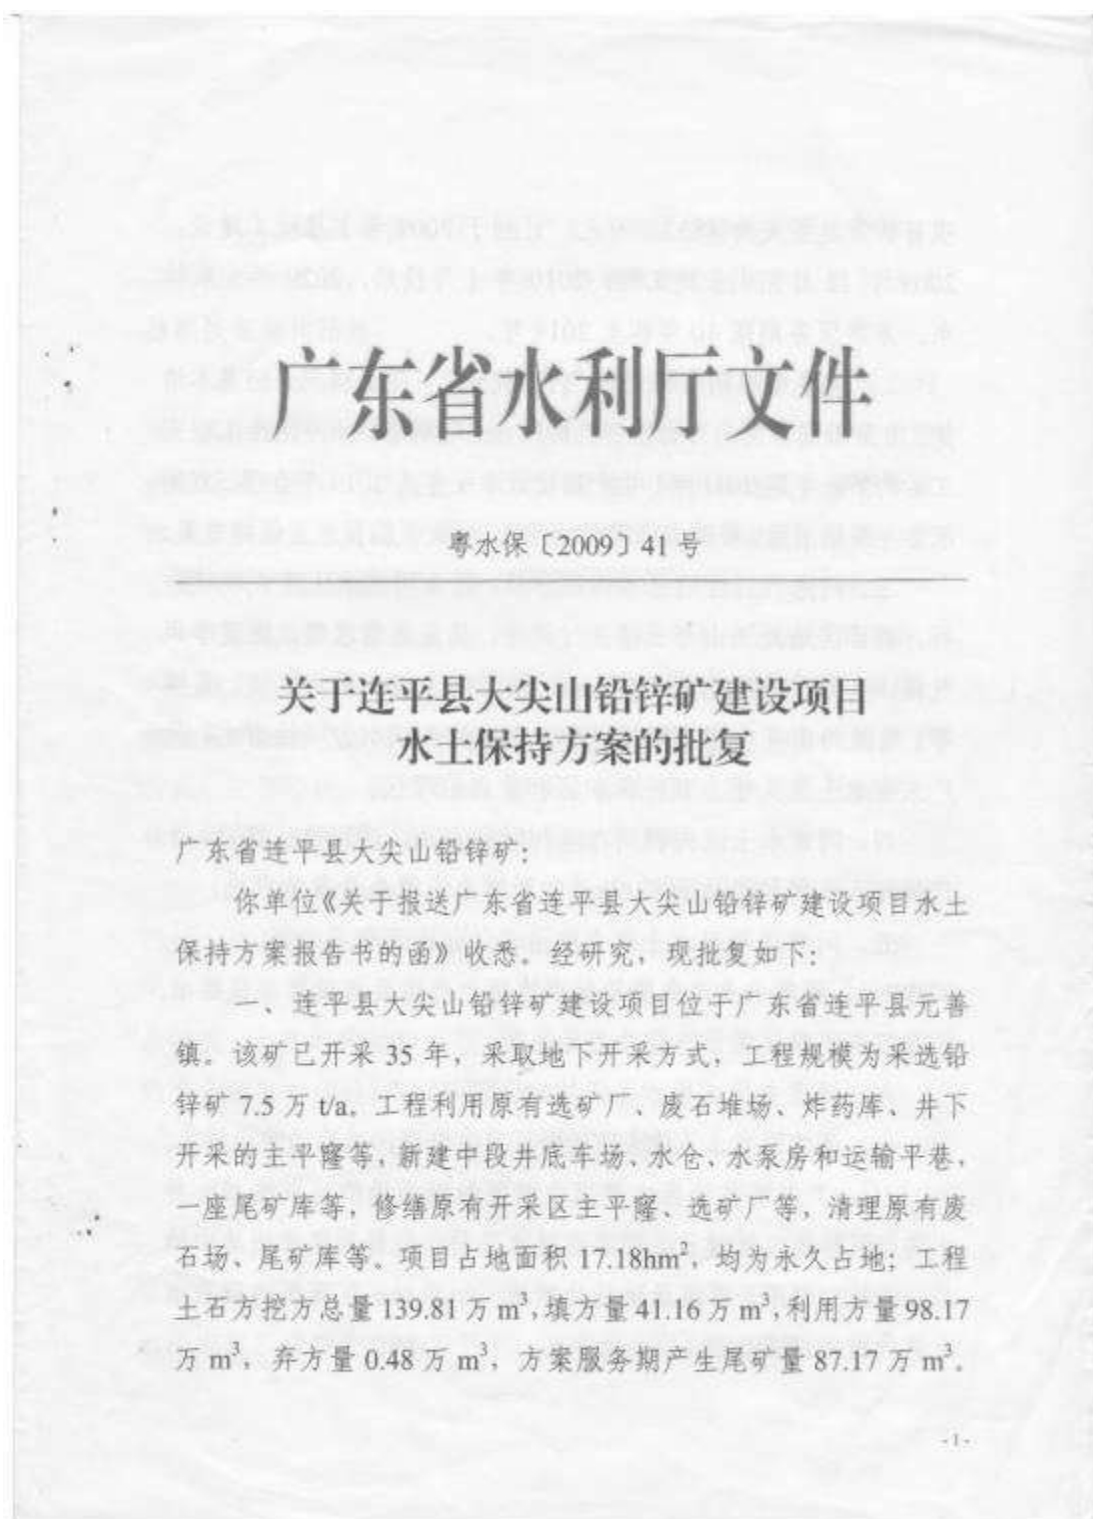 广东省水利厅文件
粤水保〔2009〕41号
关于连平县大尖山铅锌矿建设项目
水土保持方案的批复
广东省连平县大尖山铅锌矿：
你单位《关于报送广东省连平县大尖山铅锌矿建设项目水土
保持方案报告书的函》收悉。经研究，现批复如下：
一、连平县大尖山铅锌矿建设项目位于广东省连平县元善
镇。该矿已开采35年，采取地下开采方式，工程规模为采选铅
锌矿7.5万t/a。工程利用原有选矿厂、废石堆场、炸药库、井下
开采的主平窿等，新建中段井底车场、水仓、水泵房和运输平巷，
一座尾矿库等，修缮原有开采区主平窿、选矿厂等，清理原有废
石场、尾矿库等。项目占地面积17.18hm²，均为永久占地；工程
土石方挖方总量139.81万m³，填方量41.16万m³，利用方量98.17
万m³，弃方量0.48万m³，方案服务期产生尾矿量87.17万m³。
-1-